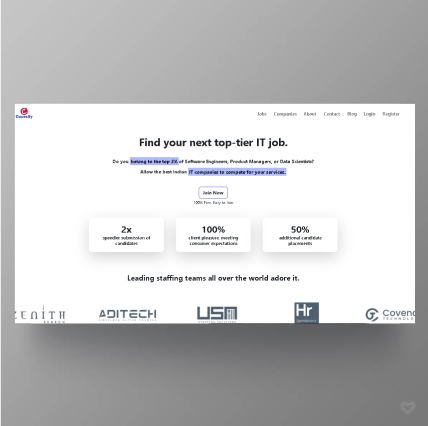 Jobs Companies About Contact Blog Login Register
Find your next top-tier IT job.
Do you belong to the top 3% of Software Engineers, Product Managers, or Data Scientists?
Allow the best Indian IT companies to compete for your services.
Join Now
100% Free, Easy to Join
2x
speedier submission of
candidates
100%
client pleasure, meeting
consumer expectations
50%
additional candidate
placements
Leading staffing teams all over the world adore it.
ZENITH ADITECH USM Hr Coven
TECHNOLOG